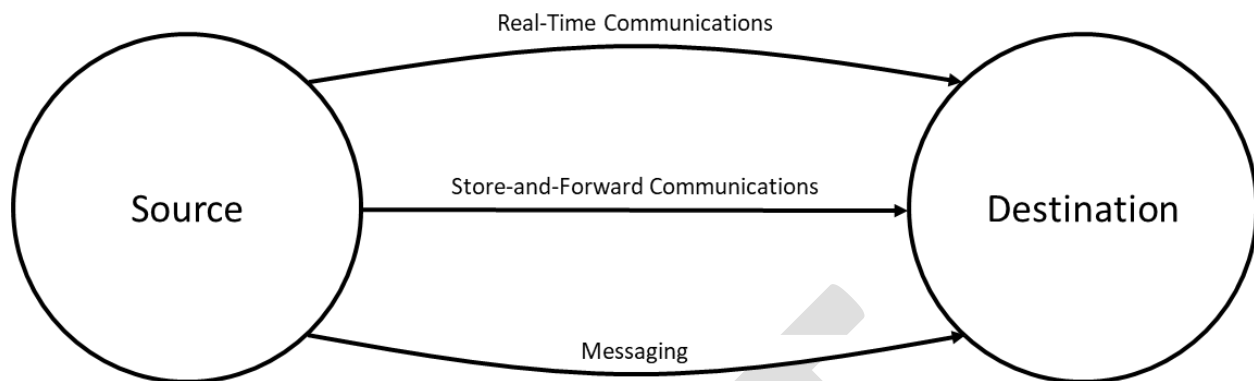 Real-Time Communications
Store-and-Forward Communications
Source
Destination
Messaging